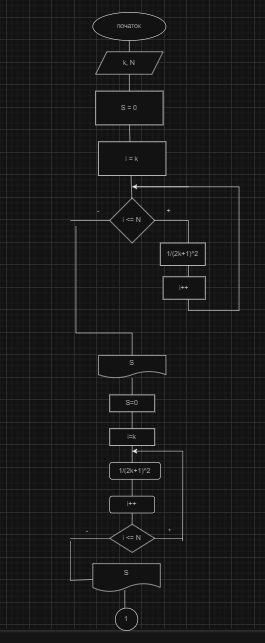 початок
k, N
S = 0
i = k
-
i <= N
+
1/(2k+1)^2
i++
S
S=0
i=k
1/(2k+1)^2
i++
-
i <= N
+
S
1